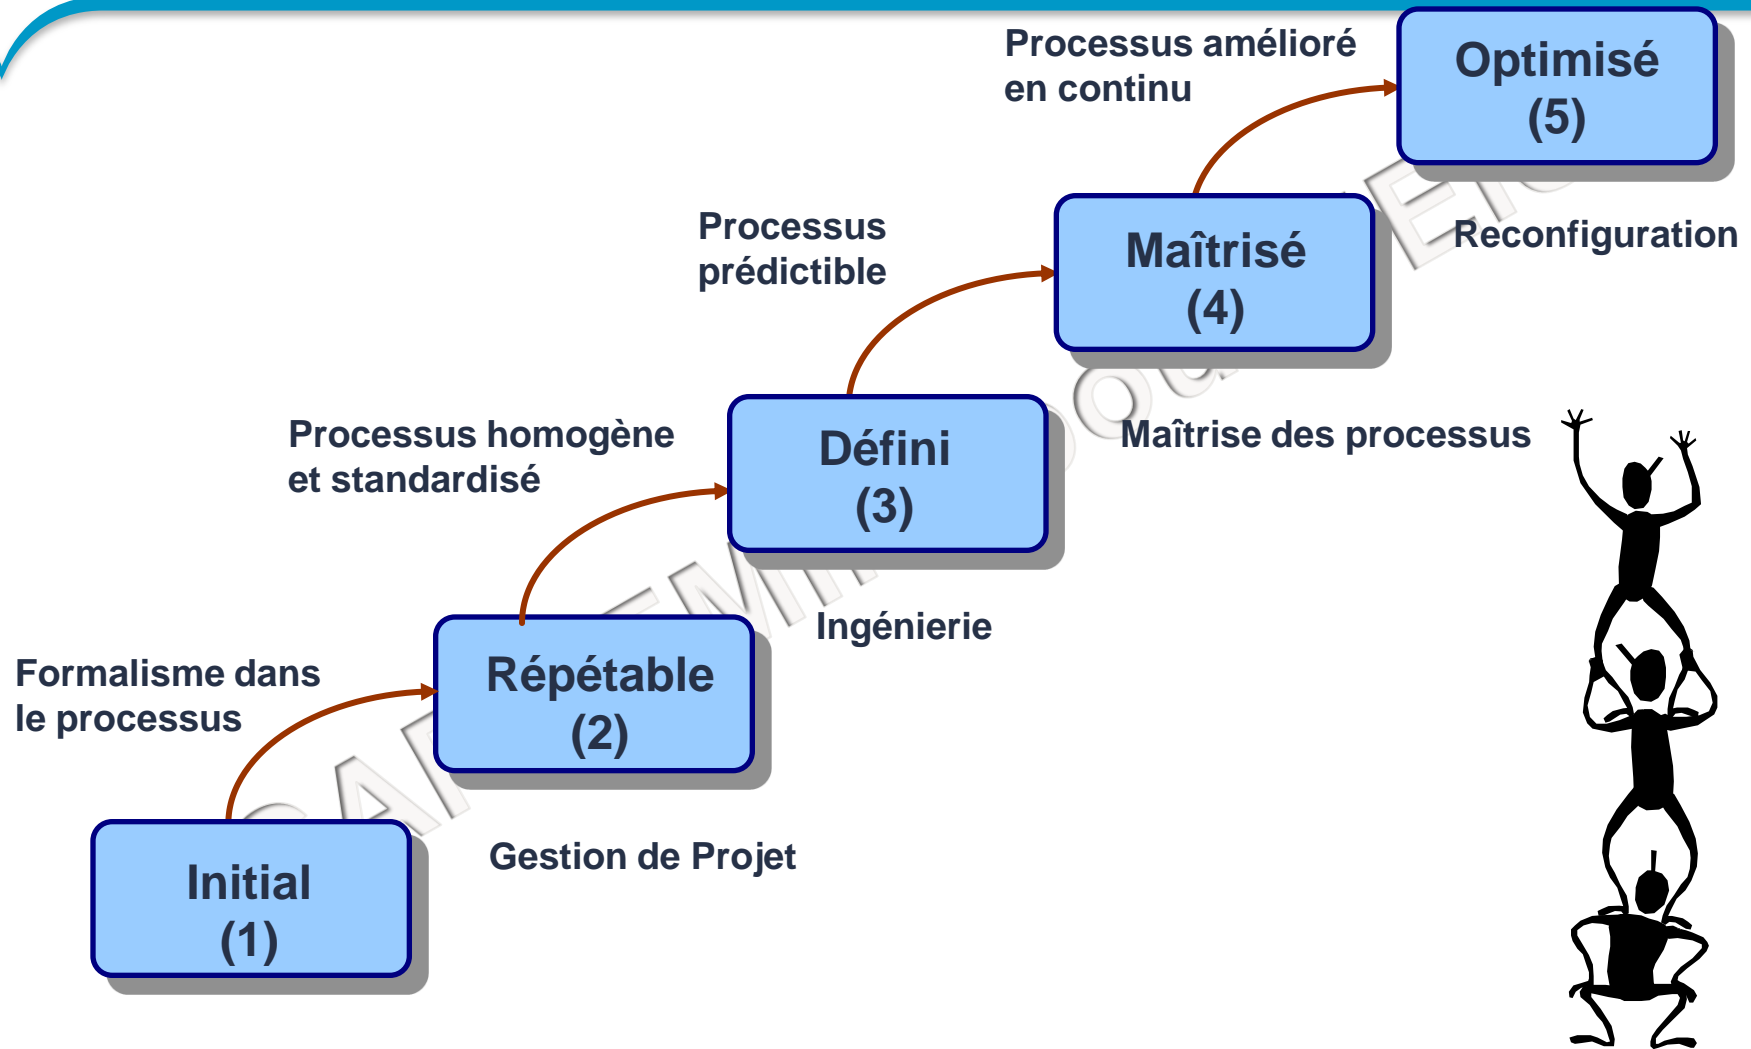 Processus amélioré
en continu
Optimisé
(5)
Processus
prédictible
Maîtrisé
(4)
Reconfiguration
Processus homogène
et standardisé
Défini
(3)
Maîtrise des processus
Formalisme dans
le processus
Répétable
(2)
Ingénierie
Initial
(1)
Gestion de Projet